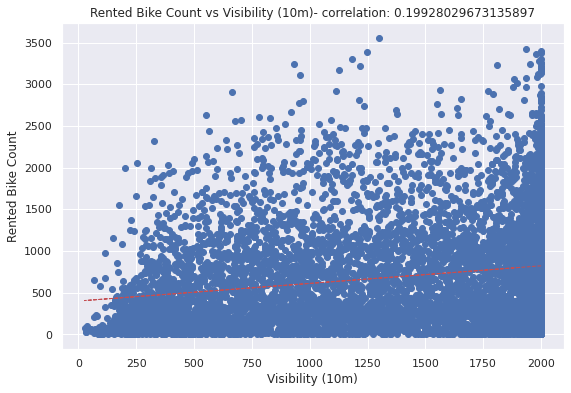 Rented Bike Count vs Visibility (10m)- correlation: 0.19928029673135897
3500
3000
2500
2000
1500
1000
500
0
Rented Bike Count
0 250 500 750 1000 1250 1500 1750 2000
Visibility (10m)